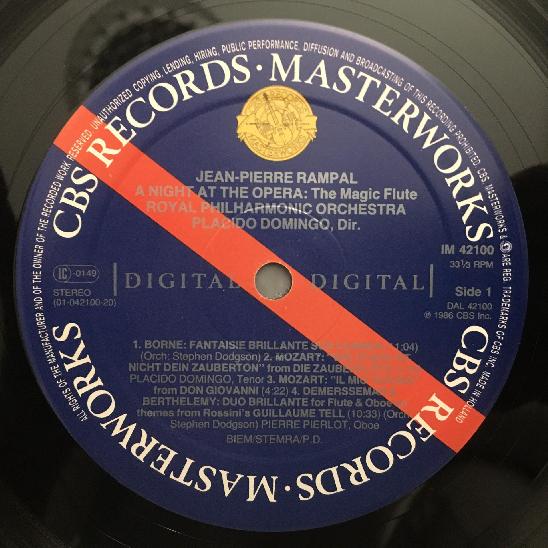 ALL RIGHTS OF THE MANUFACTURER AND OF THE OWNER OF THE RECORDED WORK RESERVED. UNAUTHORIZED COPYING, LENDING, HIRING, PUBLIC PERFORMANCE, DIFFUSION AND BROADCASTING OF THIS RECORDING PROHIBITED. CBS, MASTERWORKS & ARE REG. TRADEMARKS OF CBS INC. MADE IN HOLLAND
CBS RECORDS · MASTERWORKS
CBS RECORDS · MASTERWORKS
JEAN-PIERRE RAMPAL
A NIGHT AT THE OPERA: The Magic Flute
ROYAL PHILHARMONIC ORCHESTRA
PLACIDO DOMINGO, Dir.
IM 42100
33⅓ RPM
LC-0149
DIGITAL DIGITAL
Side 1
STEREO
(01-042100-20)
DAL 42100
℗ 1986 CBS Inc.
1. BORNE: FANTAISIE BRILLANTE 11:04)
(Orch: Stephen Dodgson) 2. MOZART:
NICHT DEIN ZAUBERTON" from DIE
PLACIDO DOMINGO, Tenor 3. MOZART: "IL
from DON GIOVANNI (4:22) 4.
BERTHELEMY: DUO BRILLANTE for Flute & Oboe
themes from Rossini's GUILLAUME TELL (10:33)
Stephen Dodgson) PIERRE PIERLOT, Oboe
BIEM/STEMRA/P.D.